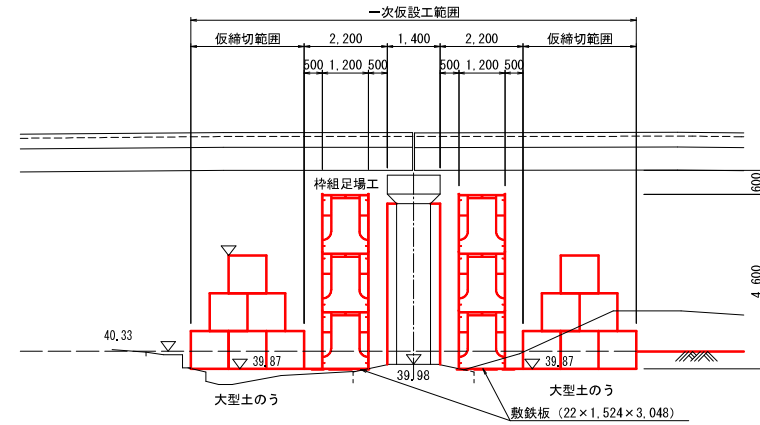 一次仮設工範囲
仮締切範囲 2,200 1,400 2,200 仮締切範囲
500 1,200 500 500 1,200 500
枠組足場工
600
4,600
40.33
39.87
39.98
39.87
大型土のう
大型土のう
敷鉄板（22×1,524×3,048）